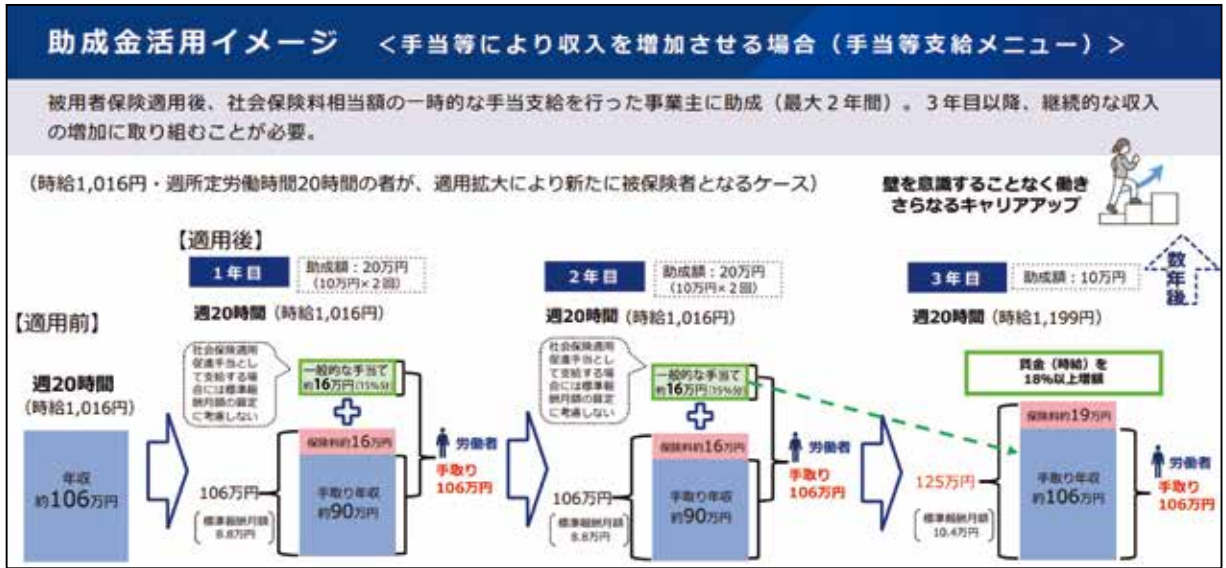 助成金活用イメージ ＜手当等により収入を増加させる場合（手当等支給メニュー）＞
被用者保険適用後、社会保険料相当額の一時的な手当支給を行った事業主に助成（最大２年間）。３年目以降、継続的な収入
の増加に取り組むことが必要。
（時給1,016円・週所定労働時間20時間の者が、適用拡大により新たに被保険者となるケース）
壁を意識することなく働き
さらなるキャリアアップ
数年後
【適用前】
週20時間
（時給1,016円）
年収
約106万円
【適用後】
１年目
助成額：20万円
（10万円×２回）
週20時間（時給1,016円）
社会保険適用
促進手当とし
て支給する場
合には標準報
酬月額の算定
に考慮しない
一般的な手当て
約16万円(15%分)
保険料約16万円
手取り年収
約90万円
106万円
標準報酬月額
8.8万円
労働者
手取り
106万円
２年目
助成額：20万円
（10万円×２回）
週20時間（時給1,016円）
社会保険適用
促進手当とし
て支給する場
合には標準報
酬月額の算定
に考慮しない
一般的な手当て
約16万円(15%分)
保険料約16万円
手取り年収
約90万円
106万円
標準報酬月額
8.8万円
労働者
手取り
106万円
３年目
助成額：10万円
週20時間（時給1,199円）
賃金（時給）を
18%以上増額
保険料約19万円
手取り年収
約106万円
125万円
標準報酬月額
10.4万円
労働者
手取り
106万円